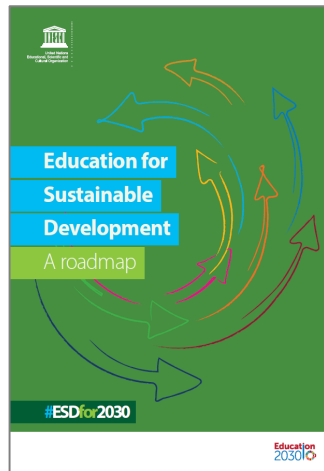 United Nations
Educational, Scientific and
Cultural Organization
Education for
Sustainable
Development
A roadmap
#ESDfor2030
Education
2030